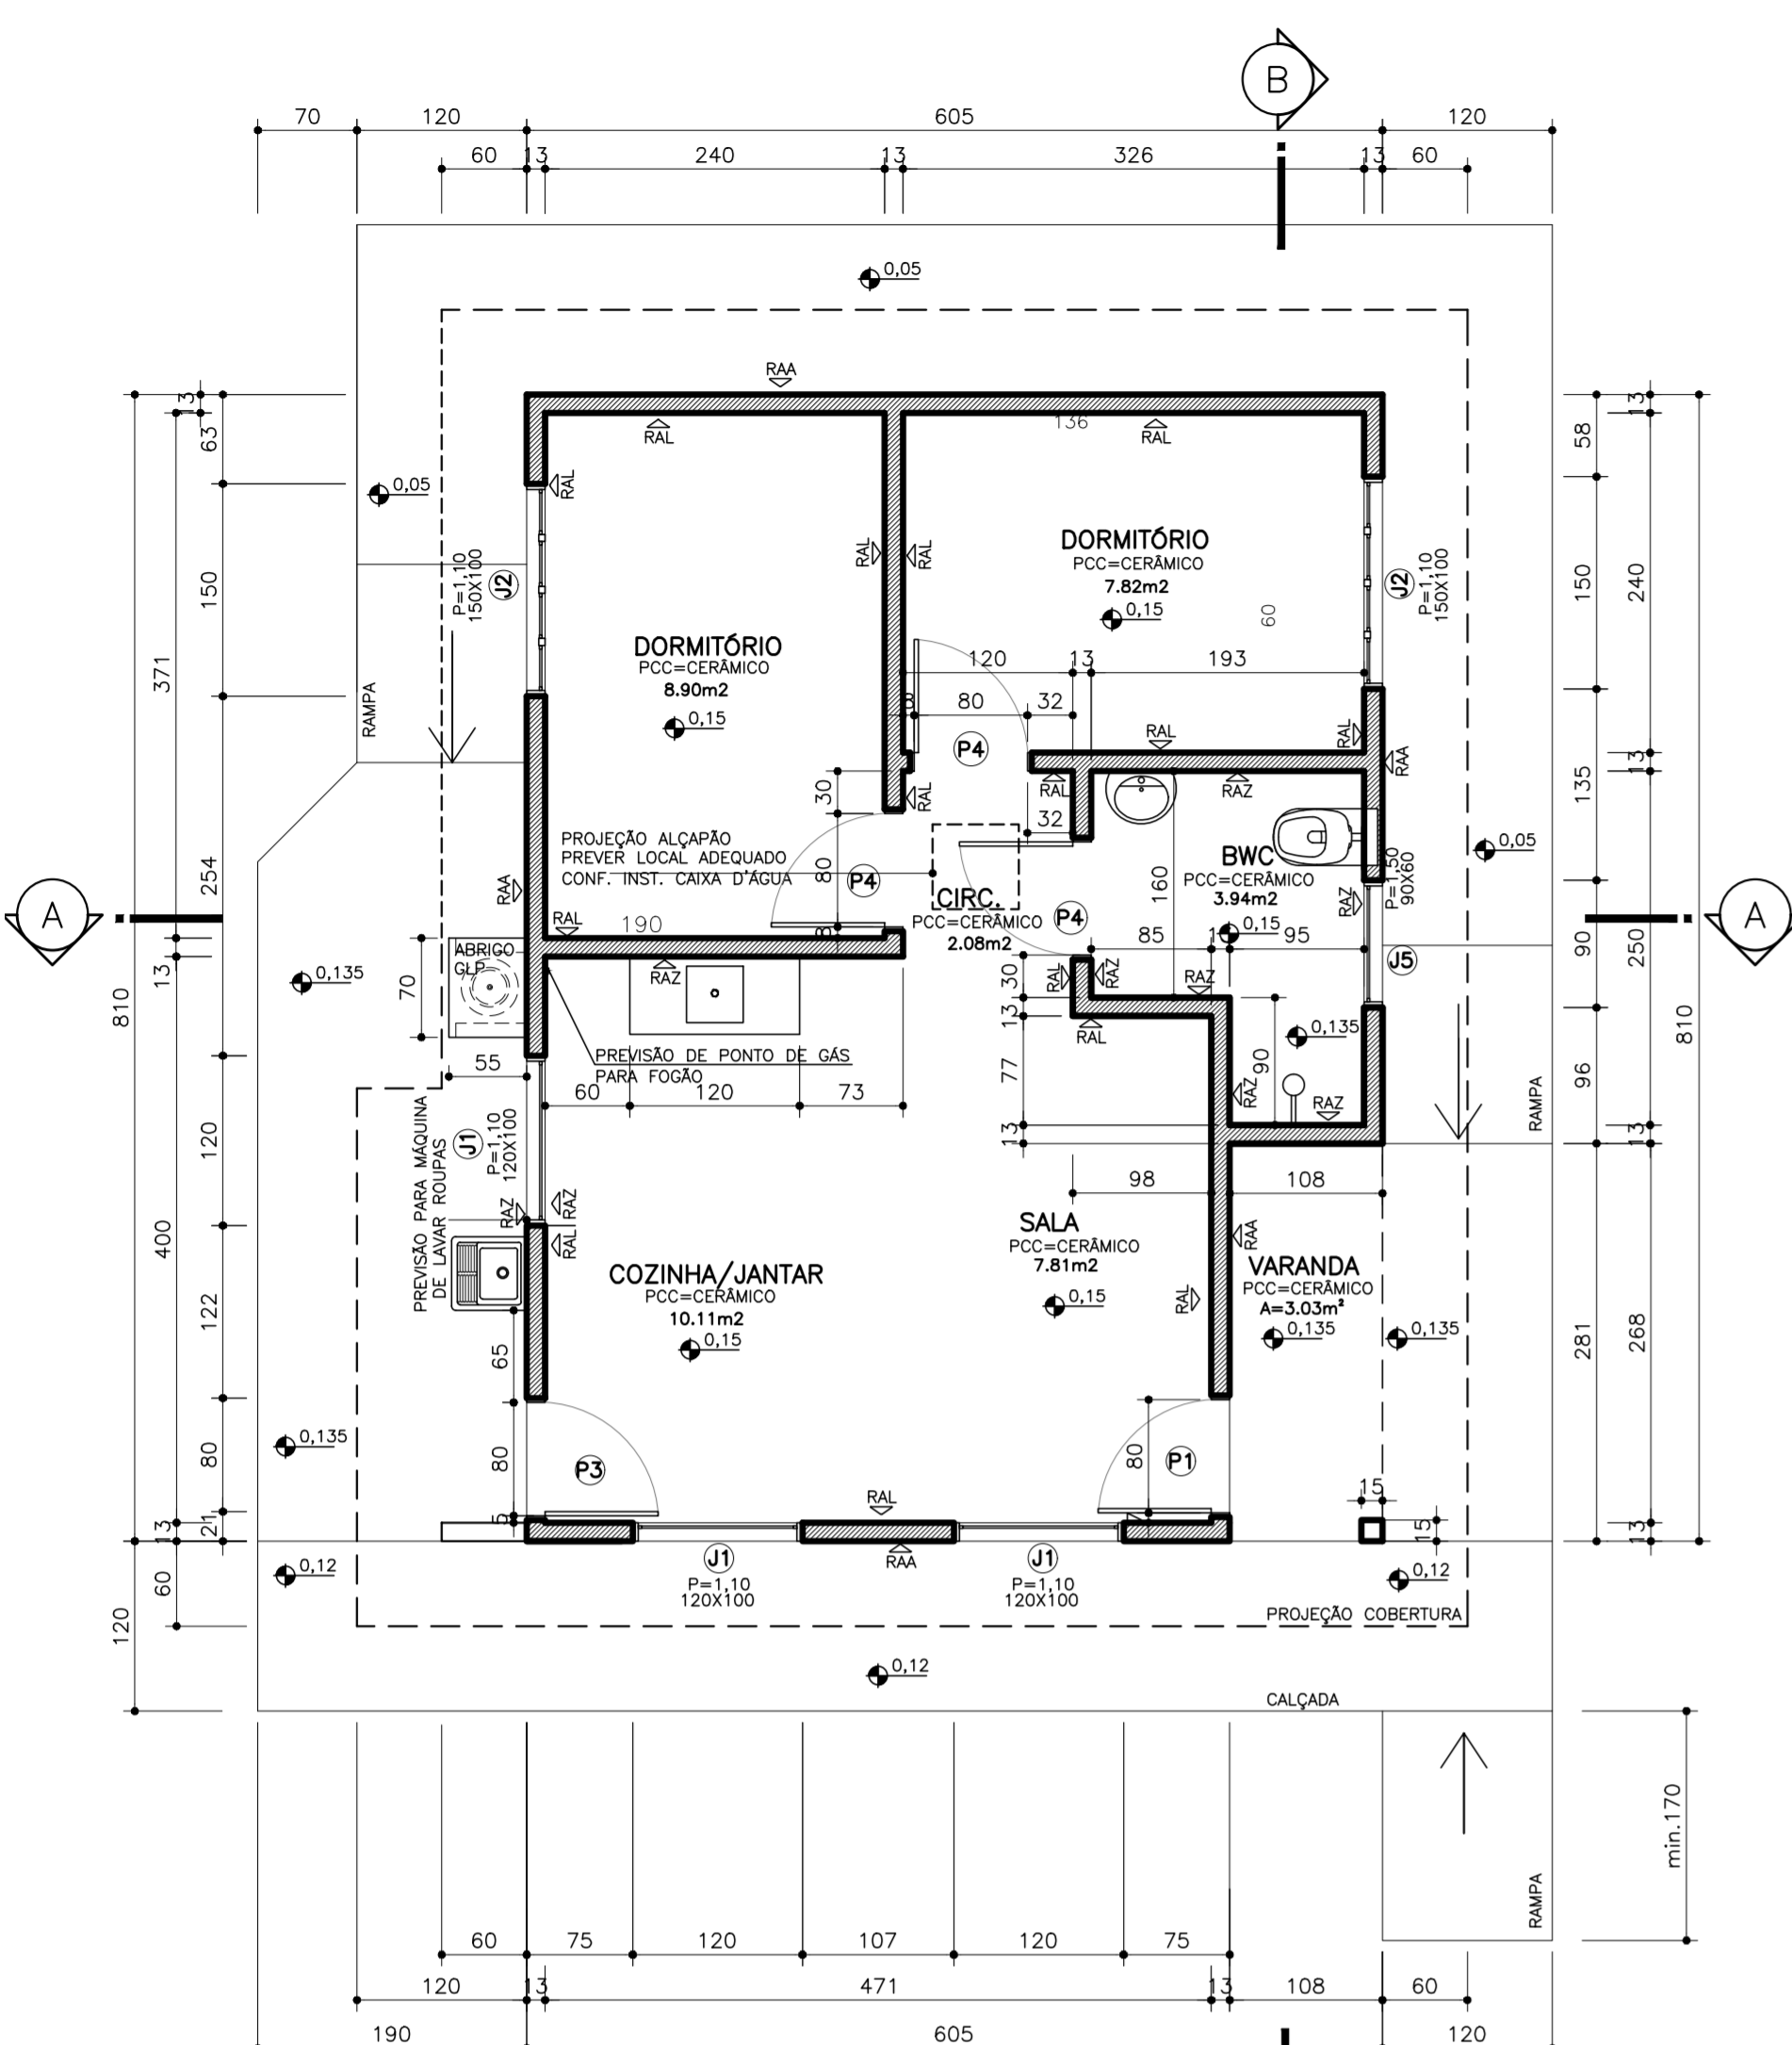 B
70 120 605 120
60 13 240 13 326 13 60
0,05
RAA
13
63
13
58
136
RAL
RAL
0,05
RAL
RAL
RAL
DORMITÓRIO
PCC=CERÂMICO
7.82m2
0,15
60
P=1,10
150X100
J2
J2
P=1,10
150X100
150
150
240
371
DORMITÓRIO
PCC=CERÂMICO
8.90m2
0,15
120 13 193
8 80 32
RAMPA
P4
RAL
RAL
RAA
13
RAL
RAL
RAZ
135
30
32
PROJEÇÃO ALÇAPÃO
PREVER LOCAL ADEQUADO
CONF. INST. CAIXA D'ÁGUA
80
P4
BWC
PCC=CERÂMICO
3.94m2
0,15
160
0,05
P=1,50
90X60
RAZ
254
RAA
A
A
RAL
190
8
CIRC.
PCC=CERÂMICO
2.08m2
P4
85 1 95
J5
90
250
ABRIGO
GLP
RAZ
RAL
RAZ
RAZ
30
13
0,135
70
13
810
810
RAL
0,135
PREVISÃO DE PONTO DE GÁS
PARA FOGÃO
55
60 120 73
77
90
RAZ
RAZ
96
RAMPA
13
13
PREVISÃO PARA MÁQUINA
DE LAVAR ROUPAS
J1
P=1,10
120X100
120
RAZ
RAZ
RAL
98
108
SALA
PCC=CERÂMICO
7.81m2
0,15
RAA
RAL
VARANDA
PCC=CERÂMICO
A=3.03m²
0,135
0,135
400
COZINHA/JANTAR
PCC=CERÂMICO
10.11m2
0,15
122
65
281
268
0,135
80
80
P3
80
P1
15
15
5
13
21
13
RAL
RAA
0,12
0,12
60
120
J1
P=1,10
120X100
J1
P=1,10
120X100
PROJEÇÃO COBERTURA
0,12
CALÇADA
min.170
RAMPA
60 75 120 107 120 75
120 13 471 13 108 60
190 605 120